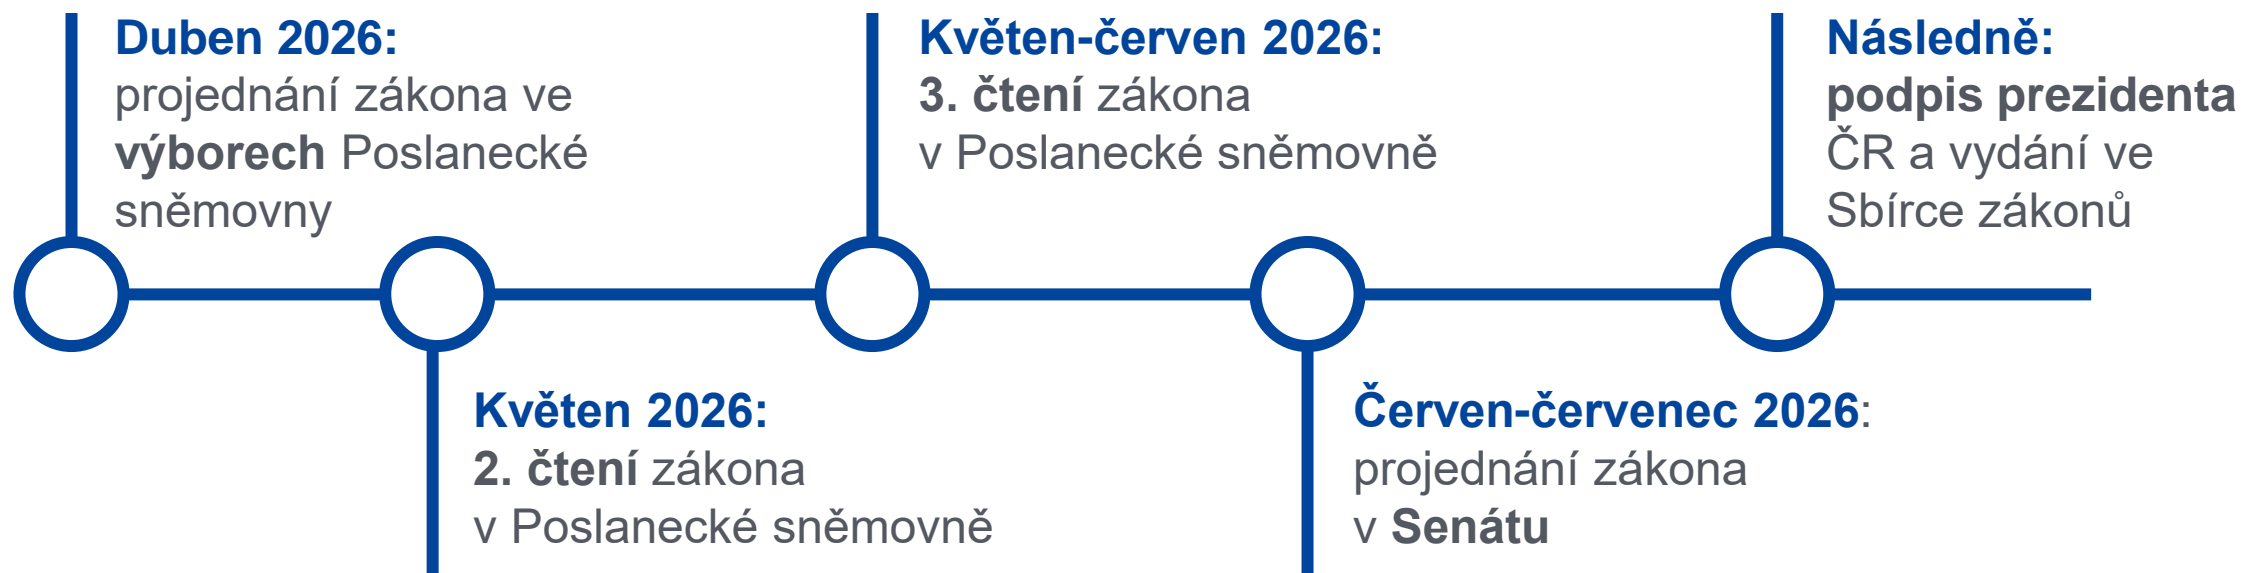 Duben 2026:
projednání zákona ve
výborech Poslanecké
sněmovny
Květen 2026:
2. čtení zákona
v Poslanecké sněmovně
Květen-červen 2026:
3. čtení zákona
v Poslanecké sněmovně
Červen-červenec 2026:
projednání zákona
v Senátu
Následně:
podpis prezidenta
ČR a vydání ve
Sbírce zákonů